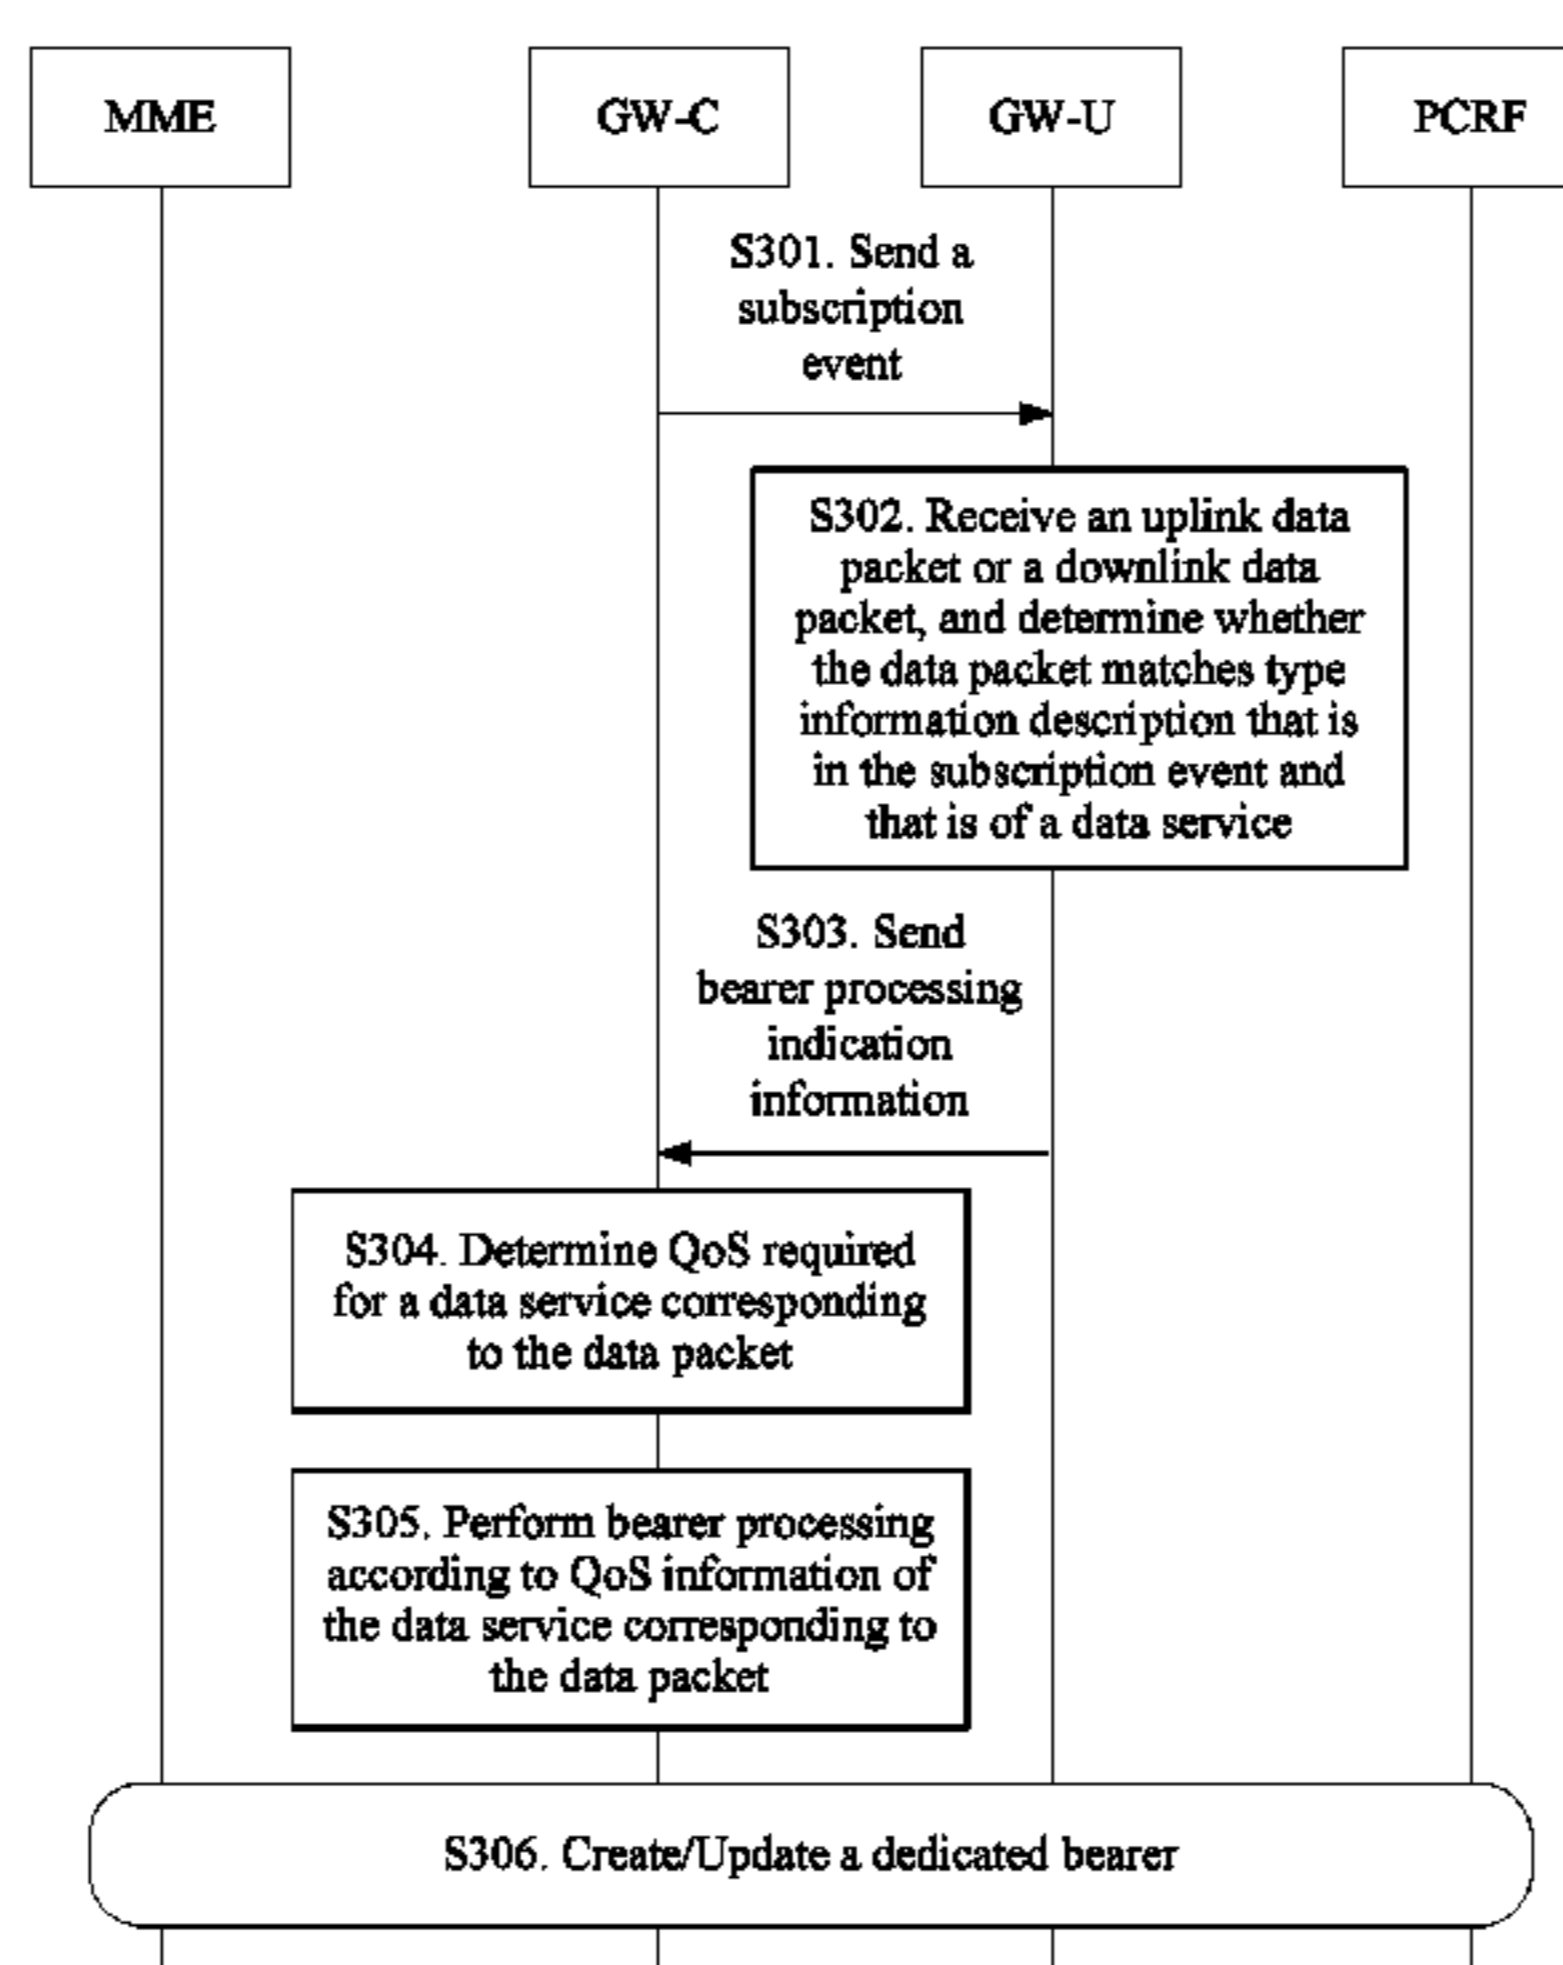 MME
GW-C
GW-U
PCRF
S301. Send a
subscription
event
S302. Receive an uplink data
packet or a downlink data
packet, and determine whether
the data packet matches type
information description that is
in the subscription event and
that is of a data service
S303. Send
bearer processing
indication
information
S304. Determine QoS required
for a data service corresponding
to the data packet
S305. Perform bearer processing
according to QoS information of
the data service corresponding to
the data packet
S306. Create/Update a dedicated bearer